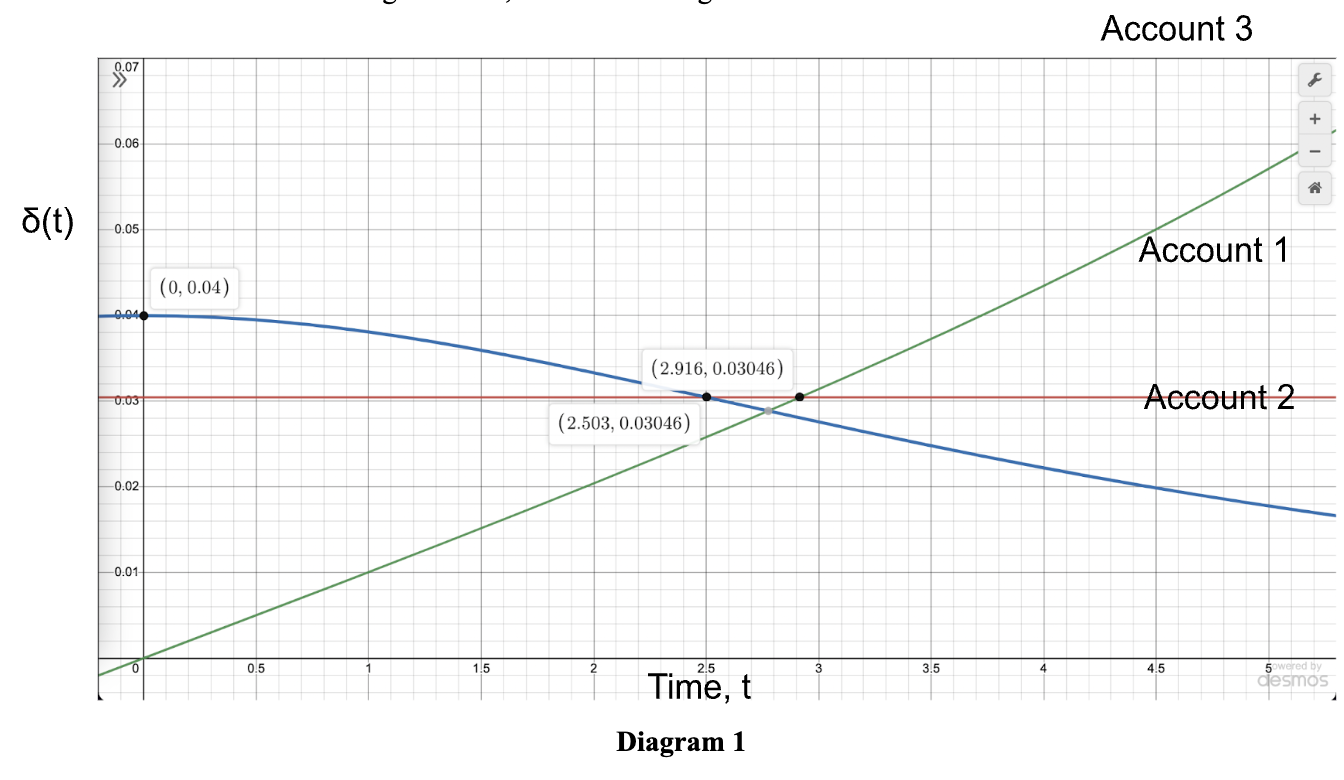 Account 3
0.07
0.06
δ(t)
0.05
Account 1
(0, 0.04)
0.04
(2.916, 0.03046)
0.03
Account 2
(2.503, 0.03046)
0.02
0.01
0 0.5 1 1.5 2 2.5 3 3.5 4 4.5 5
powered by
desmos
Time, t
Diagram 1